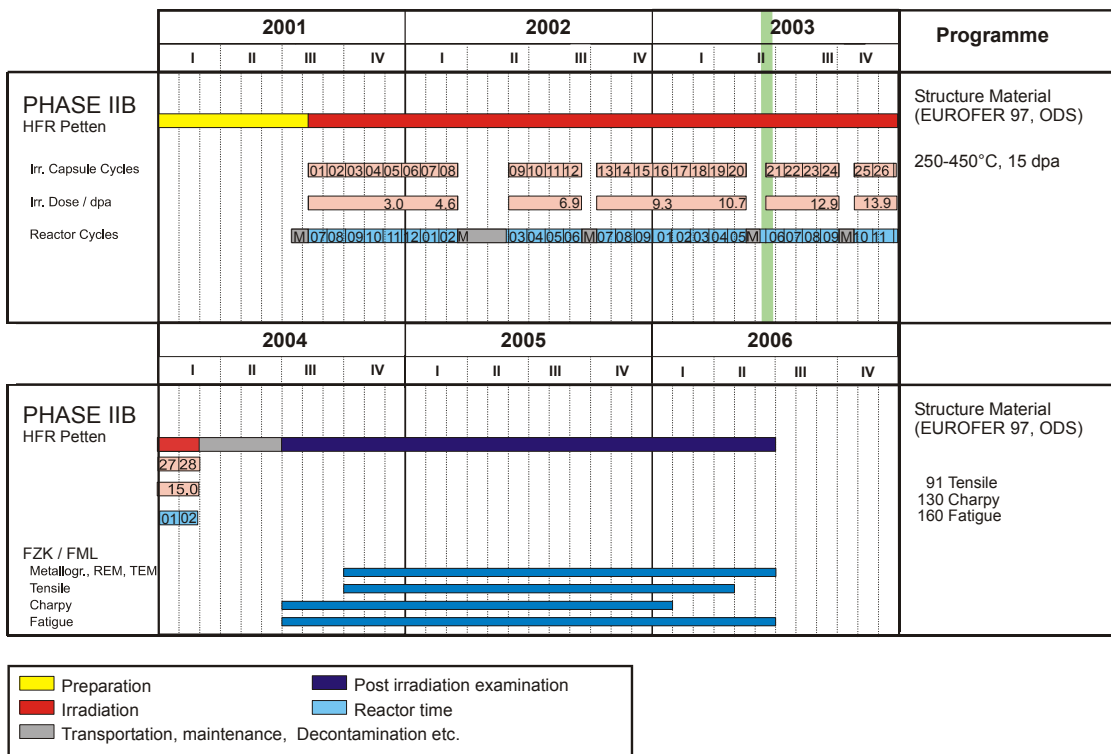 2001 2002 2003 Programme
I II III IV I II III IV I II III IV
PHASE IIB
HFR Petten
Structure Material
(EUROFER 97, ODS)
250-450°C, 15 dpa
Irr. Capsule Cycles 01 02 03 04 05 06 07 08 09 10 11 12 13 14 15 16 17 18 19 20 21 22 23 24 25 26
Irr. Dose / dpa 3.0 4.6 6.9 9.3 10.7 12.9 13.9
Reactor Cycles M 07 08 09 10 11 12 01 02 M 03 04 05 06 M 07 08 09 01 02 03 04 05 M 06 07 08 09 M 10 11
2004 2005 2006
I II III IV I II III IV I II III IV
PHASE IIB
HFR Petten
Structure Material
(EUROFER 97, ODS)
27 28
15.0
01 02
91 Tensile
130 Charpy
160 Fatigue
FZK / FML
Metallogr., REM, TEM
Tensile
Charpy
Fatigue
Preparation
Post irradiation examination
Irradiation
Reactor time
Transportation, maintenance, Decontamination etc.